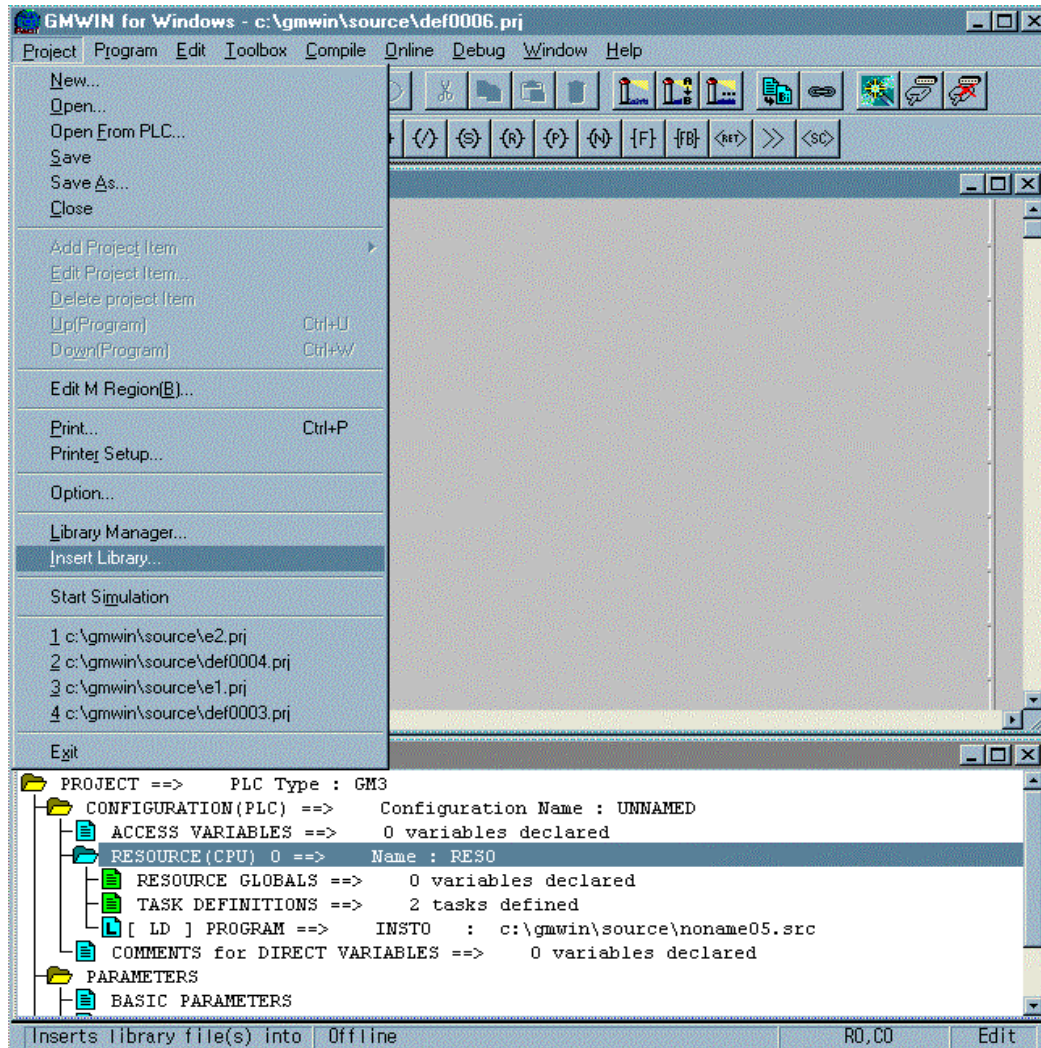 GMWIN for Windows - c:\gmwin\source\def0006.prj
Project Program Edit Toolbox Compile Online Debug Window Help
New...
Open...
Open From PLC...
Save
Save As...
Close
Add Project Item
Edit Project Item...
Delete project Item
Up(Program) Ctrl+U
Down(Program) Ctrl+W
Edit M Region(B)...
Print... Ctrl+P
Printer Setup...
Option...
Library Manager...
Insert Library...
Start Simulation
1 c:\gmwin\source\e2.prj
2 c:\gmwin\source\def0004.prj
3 c:\gmwin\source\e1.prj
4 c:\gmwin\source\def0003.prj
Exit
(/) (S) (R) (P) (N) {F} {FB} <RET> >> <SC>
PROJECT ==> PLC Type : GM3
CONFIGURATION(PLC) ==> Configuration Name : UNNAMED
ACCESS VARIABLES ==> 0 variables declared
RESOURCE(CPU) 0 ==> Name : RES0
RESOURCE GLOBALS ==> 0 variables declared
TASK DEFINITIONS ==> 2 tasks defined
L [ LD ] PROGRAM ==> INST0 : c:\gmwin\source\noname05.src
COMMENTS for DIRECT VARIABLES ==> 0 variables declared
PARAMETERS
BASIC PARAMETERS
Inserts library file(s) into Offline R0,C0 Edit